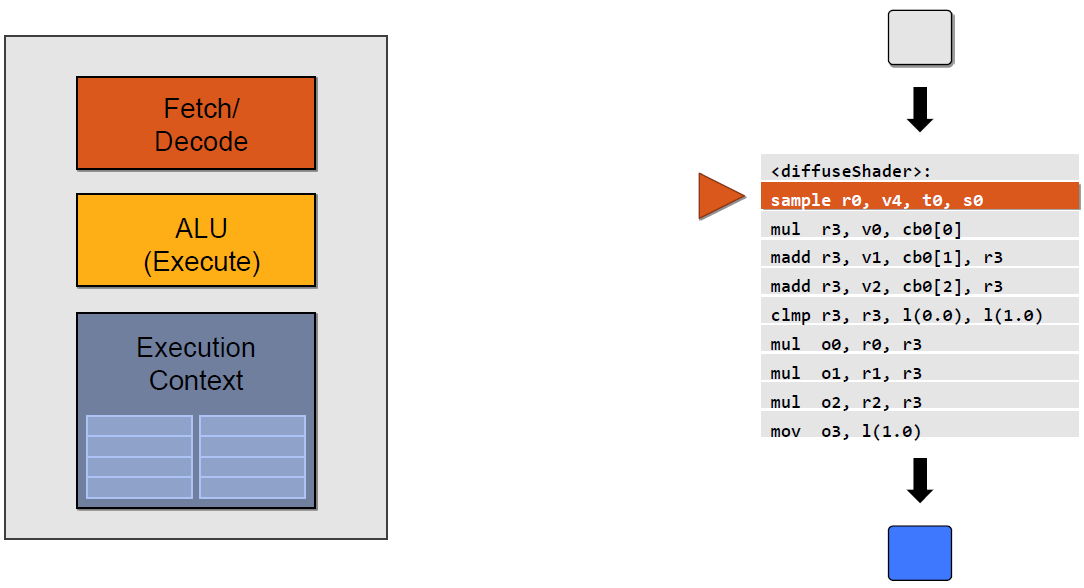 Fetch/
Decode
ALU
(Execute)
Execution
Context
<diffuseShader>:
sample r0, v4, t0, s0
mul  r3, v0, cb0[0]
madd r3, v1, cb0[1], r3
madd r3, v2, cb0[2], r3
clmp r3, r3, l(0.0), l(1.0)
mul  o0, r0, r3
mul  o1, r1, r3
mul  o2, r2, r3
mov  o3, l(1.0)